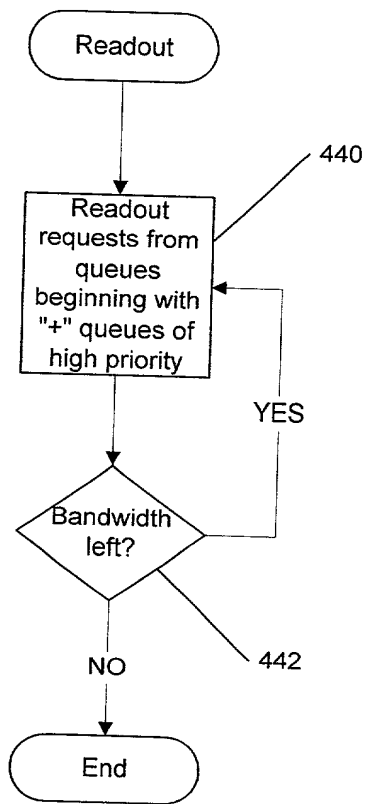 Readout
440
Readout
requests from
queues
beginning with
"+" queues of
high priority
YES
Bandwidth
left?
442
NO
End